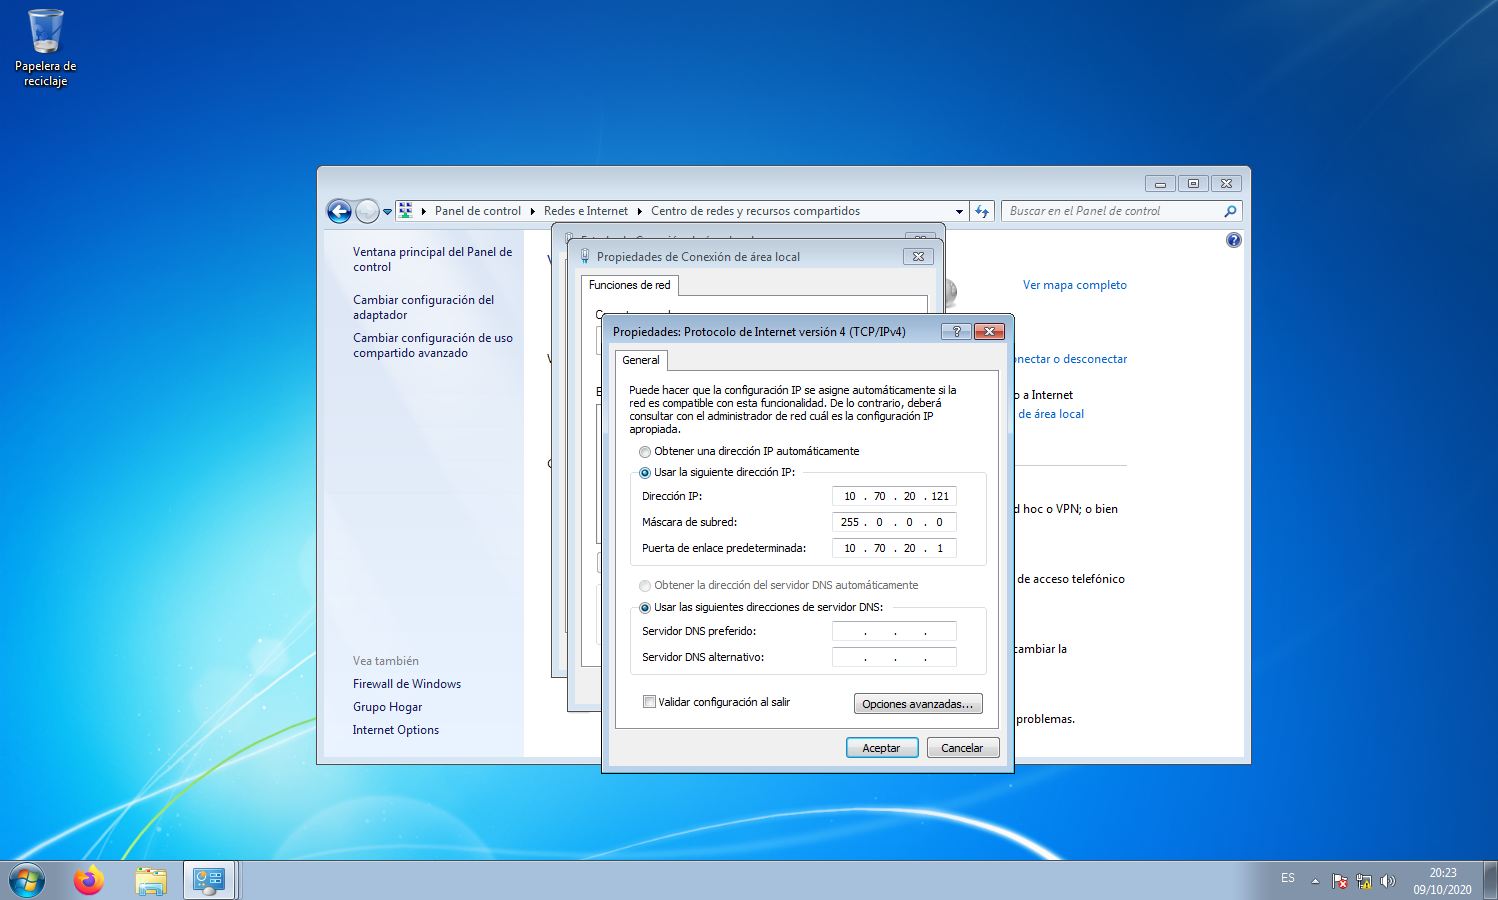 Papelera de
reciclaje
Panel de control
Redes e Internet
Centro de redes y recursos compartidos
Buscar en el Panel de control
Ventana principal del Panel de
control
Cambiar configuración del
adaptador
Cambiar configuración de uso
compartido avanzado
Vea también
Firewall de Windows
Grupo Hogar
Internet Options
Ver mapa completo
onectar o desconectar
o a Internet
de área local
d hoc o VPN; o bien
de acceso telefónico
cambiar la
problemas.
Propiedades de Conexión de área local
Funciones de red
Propiedades: Protocolo de Internet versión 4 (TCP/IPv4)
General
Puede hacer que la configuración IP se asigne automáticamente si la
red es compatible con esta funcionalidad. De lo contrario, deberá
consultar con el administrador de red cuál es la configuración IP
apropiada.
Obtener una dirección IP automáticamente
Usar la siguiente dirección IP:
Dirección IP: 10 . 70 . 20 . 121
Máscara de subred: 255 . 0 . 0 . 0
Puerta de enlace predeterminada: 10 . 70 . 20 . 1
Obtener la dirección del servidor DNS automáticamente
Usar las siguientes direcciones de servidor DNS:
Servidor DNS preferido: . . .
Servidor DNS alternativo: . . .
Validar configuración al salir
Opciones avanzadas...
Aceptar
Cancelar
ES
20:23
09/10/2020